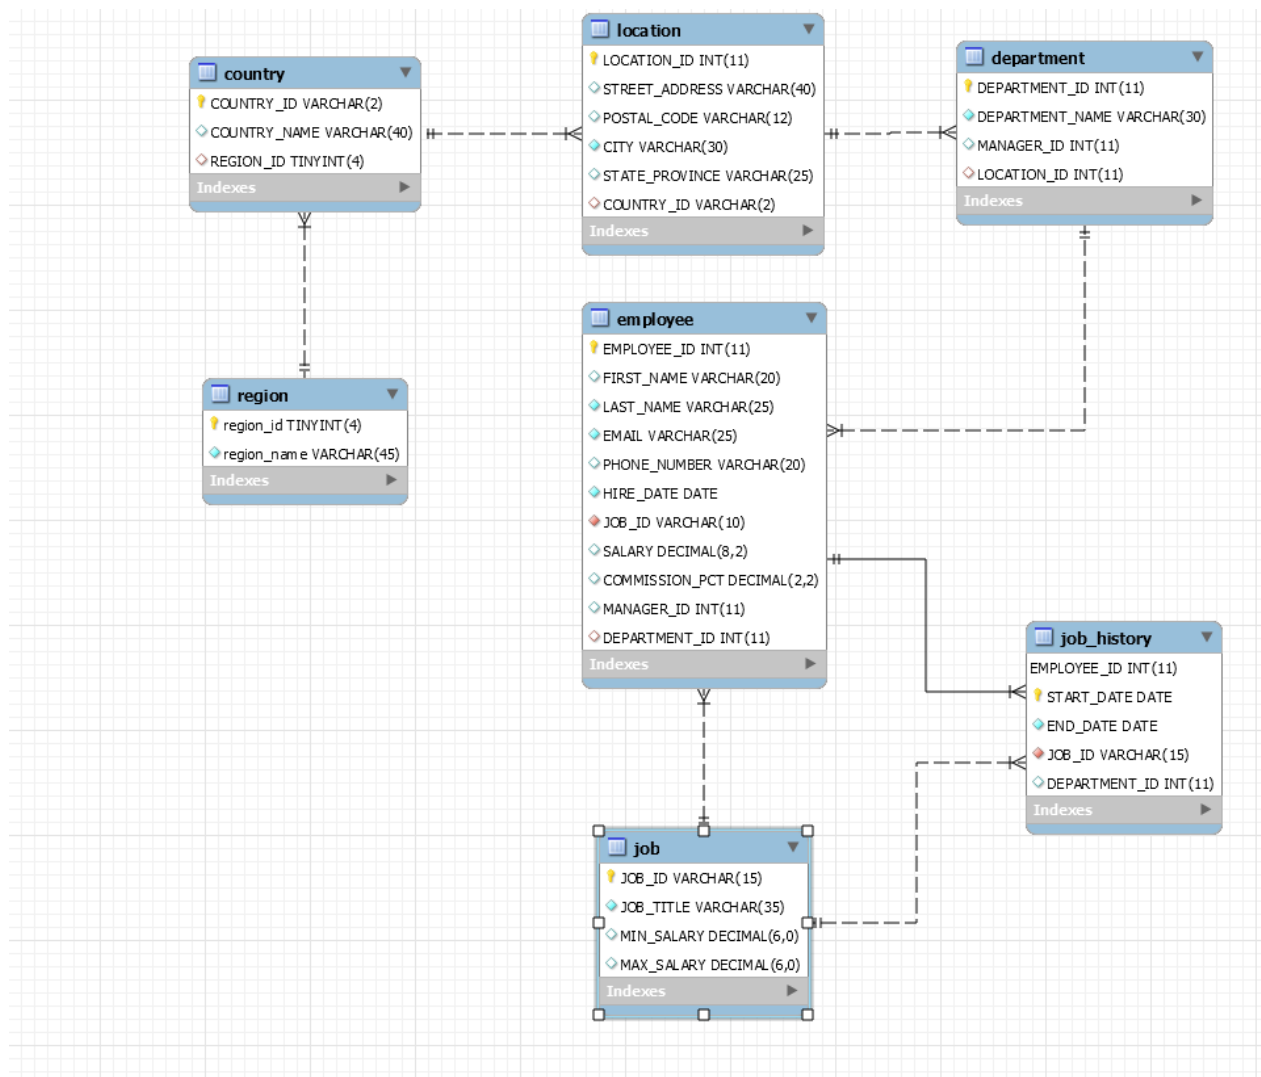 country
COUNTRY_ID VARCHAR(2)
COUNTRY_NAME VARCHAR(40)
REGION_ID TINYINT(4)
Indexes
location
LOCATION_ID INT(11)
STREET_ADDRESS VARCHAR(40)
POSTAL_CODE VARCHAR(12)
CITY VARCHAR(30)
STATE_PROVINCE VARCHAR(25)
COUNTRY_ID VARCHAR(2)
Indexes
department
DEPARTMENT_ID INT(11)
DEPARTMENT_NAME VARCHAR(30)
MANAGER_ID INT(11)
LOCATION_ID INT(11)
Indexes
region
region_id TINYINT(4)
region_name VARCHAR(45)
Indexes
employee
EMPLOYEE_ID INT(11)
FIRST_NAME VARCHAR(20)
LAST_NAME VARCHAR(25)
EMAIL VARCHAR(25)
PHONE_NUMBER VARCHAR(20)
HIRE_DATE DATE
JOB_ID VARCHAR(10)
SALARY DECIMAL(8,2)
COMMISSION_PCT DECIMAL(2,2)
MANAGER_ID INT(11)
DEPARTMENT_ID INT(11)
Indexes
job_history
EMPLOYEE_ID INT(11)
START_DATE DATE
END_DATE DATE
JOB_ID VARCHAR(15)
DEPARTMENT_ID INT(11)
Indexes
job
JOB_ID VARCHAR(15)
JOB_TITLE VARCHAR(35)
MIN_SALARY DECIMAL(6,0)
MAX_SALARY DECIMAL(6,0)
Indexes